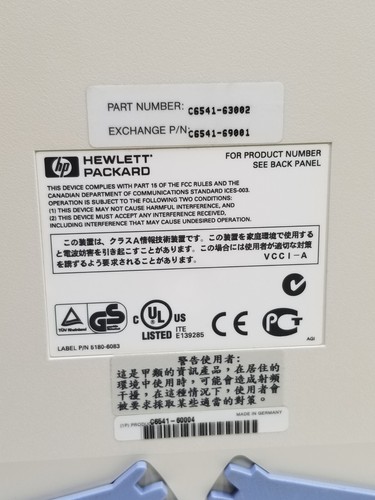 PART NUMBER: C6541-63002
EXCHANGE P/N: C6541-69001
hp HEWLETT PACKARD
FOR PRODUCT NUMBER
SEE BACK PANEL
THIS DEVICE COMPLIES WITH PART 15 OF THE FCC RULES AND THE
CANADIAN DEPARTMENT OF COMMUNICATIONS STANDARD ICES-003.
OPERATION IS SUBJECT TO THE FOLLOWING TWO CONDITIONS:
(1) THIS DEVICE MAY NOT CAUSE HARMFUL INTERFERENCE, AND
(2) THIS DEVICE MUST ACCEPT ANY INTERFERENCE RECEIVED,
INCLUDING INTERFERENCE THAT MAY CAUSE UNDESIRED OPERATION.
この装置は、クラスA情報技術装置です。この装置を家庭環境で使用する
と電波妨害を引き起こすことがあります。この場合には使用者が適切な対策
を講ずるよう要求されることがあります。 VCCI-A
TÜV Rheinland
GS
C UL US
LISTED
ITE
E139285
CE
PCT
AGI
LABEL P/N 5180-6083
警告使用者:
這是甲類的資訊產品,在居住的
環境中使用時,可能會造成射頻
干擾,在這種情況下,使用者會
被要求採取某些適當的對策。
MADE IN GERMANY
(1P) PRODUCT
C6541-60004